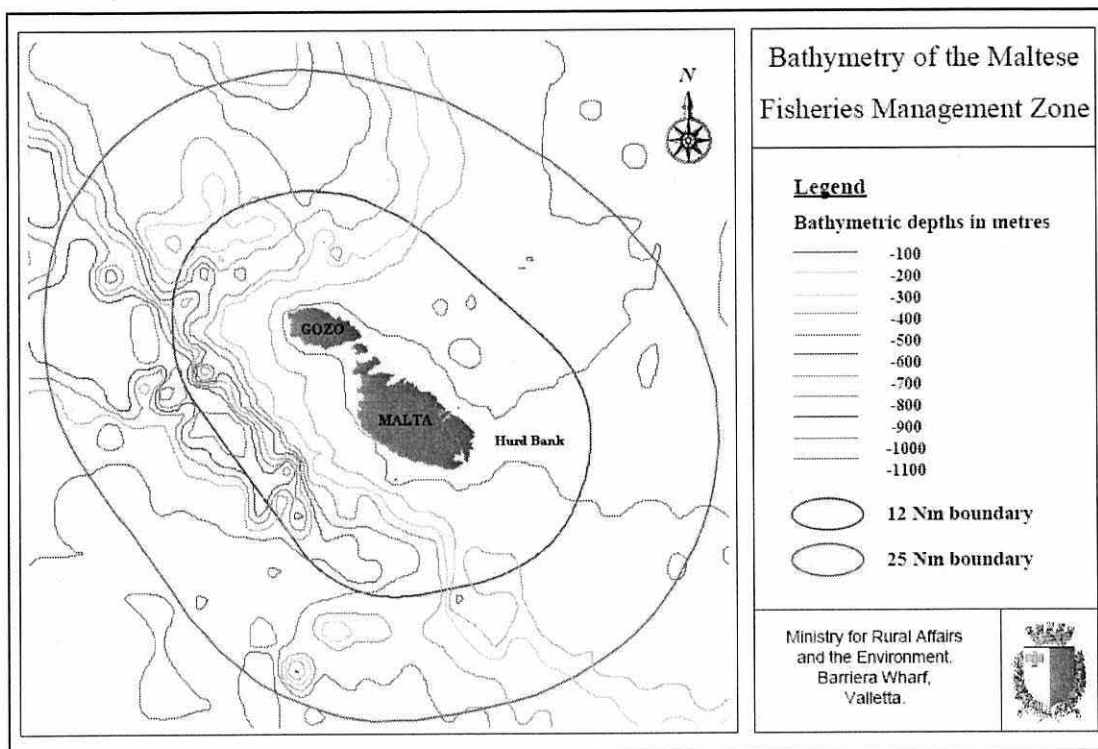 N
GOZO
MALTA
Hurd Bank
Bathymetry of the Maltese
Fisheries Management Zone
Legend
Bathymetric depths in metres
-100
-200
-300
-400
-500
-600
-700
-800
-900
-1000
-1100
12 Nm boundary
25 Nm boundary
Ministry for Rural Affairs
and the Environment.
Barriera Wharf,
Valletta.